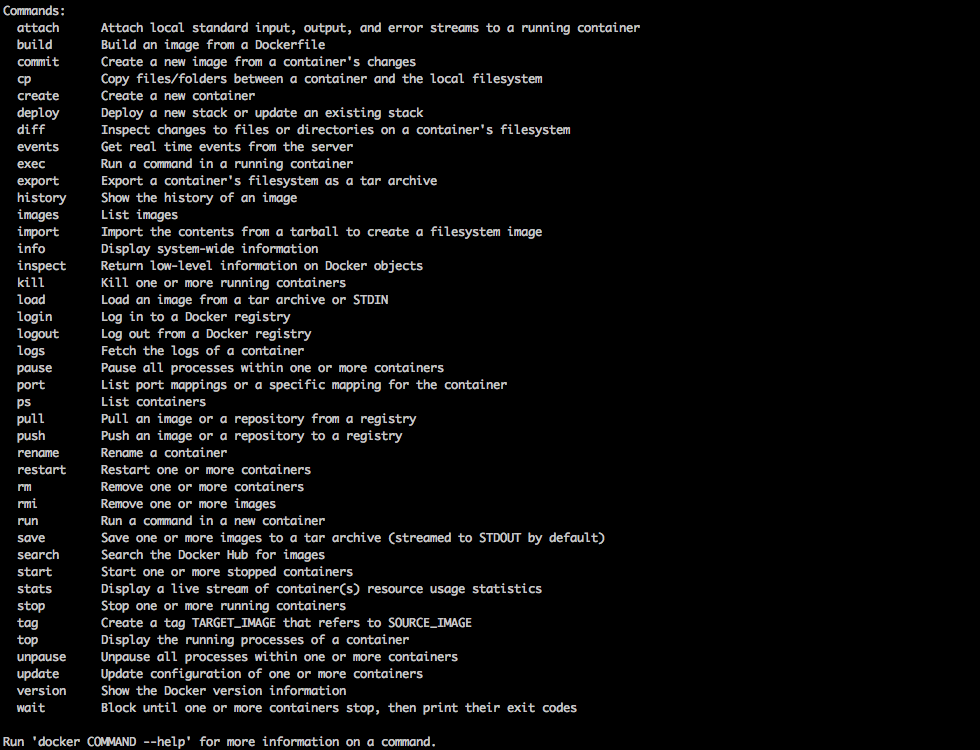 Commands:
  attach      Attach local standard input, output, and error streams to a running container
  build       Build an image from a Dockerfile
  commit      Create a new image from a container's changes
  cp          Copy files/folders between a container and the local filesystem
  create      Create a new container
  deploy      Deploy a new stack or update an existing stack
  diff        Inspect changes to files or directories on a container's filesystem
  events      Get real time events from the server
  exec        Run a command in a running container
  export      Export a container's filesystem as a tar archive
  history     Show the history of an image
  images      List images
  import      Import the contents from a tarball to create a filesystem image
  info        Display system-wide information
  inspect     Return low-level information on Docker objects
  kill        Kill one or more running containers
  load        Load an image from a tar archive or STDIN
  login       Log in to a Docker registry
  logout      Log out from a Docker registry
  logs        Fetch the logs of a container
  pause       Pause all processes within one or more containers
  port        List port mappings or a specific mapping for the container
  ps          List containers
  pull        Pull an image or a repository from a registry
  push        Push an image or a repository to a registry
  rename      Rename a container
  restart     Restart one or more containers
  rm          Remove one or more containers
  rmi         Remove one or more images
  run         Run a command in a new container
  save        Save one or more images to a tar archive (streamed to STDOUT by default)
  search      Search the Docker Hub for images
  start       Start one or more stopped containers
  stats       Display a live stream of container(s) resource usage statistics
  stop        Stop one or more running containers
  tag         Create a tag TARGET_IMAGE that refers to SOURCE_IMAGE
  top         Display the running processes of a container
  unpause     Unpause all processes within one or more containers
  update      Update configuration of one or more containers
  version     Show the Docker version information
  wait        Block until one or more containers stop, then print their exit codes

Run 'docker COMMAND --help' for more information on a command.